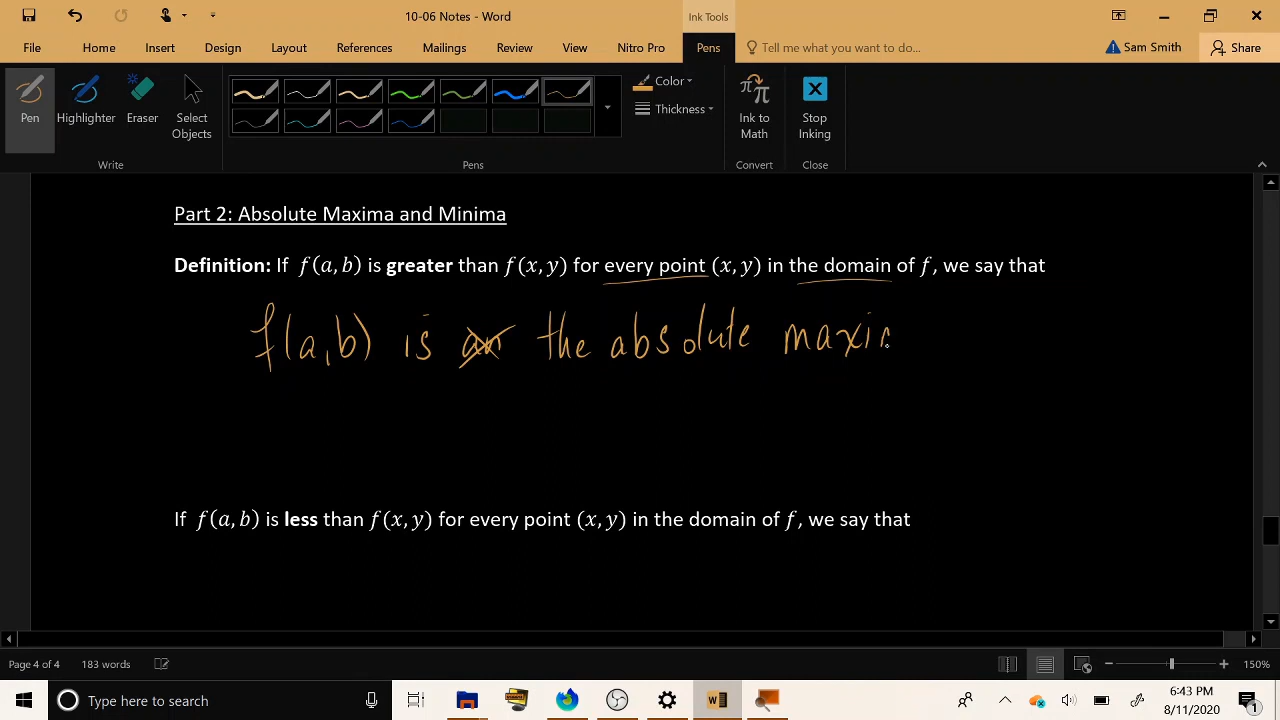 10-06 Notes - Word
Ink Tools
File Home Insert Design Layout References Mailings Review View Nitro Pro Pens Tell me what you want to do... Sam Smith Share
Pen Highlighter Eraser Select Objects
Color
Thickness
Ink to Math
Stop Inking
Write Pens Convert Close
Part 2: Absolute Maxima and Minima
Definition: If f(a, b) is greater than f(x, y) for every point (x, y) in the domain of f, we say that
f(a,b) is an the absolute maxi
If f(a, b) is less than f(x, y) for every point (x, y) in the domain of f, we say that
Page 4 of 4 183 words 150%
Type here to search
6:43 PM
8/11/2020
1